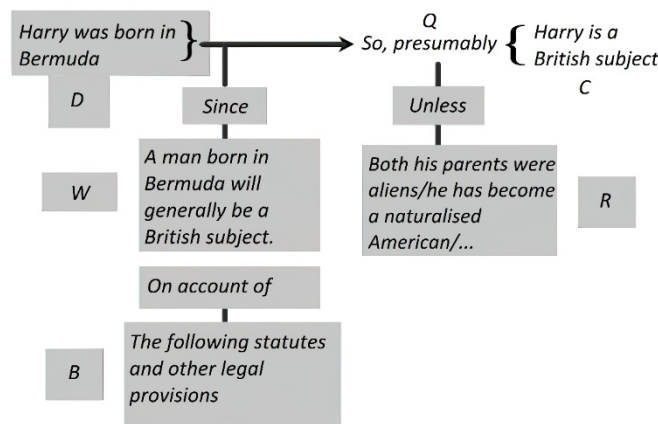 Harry was born in
Bermuda
D
Q
So, presumably
Harry is a
British subject
C
Since
Unless
W
A man born in
Bermuda will
generally be a
British subject.
Both his parents were
aliens/he has become
a naturalised
American/...
R
On account of
B
The following statutes
and other legal
provisions